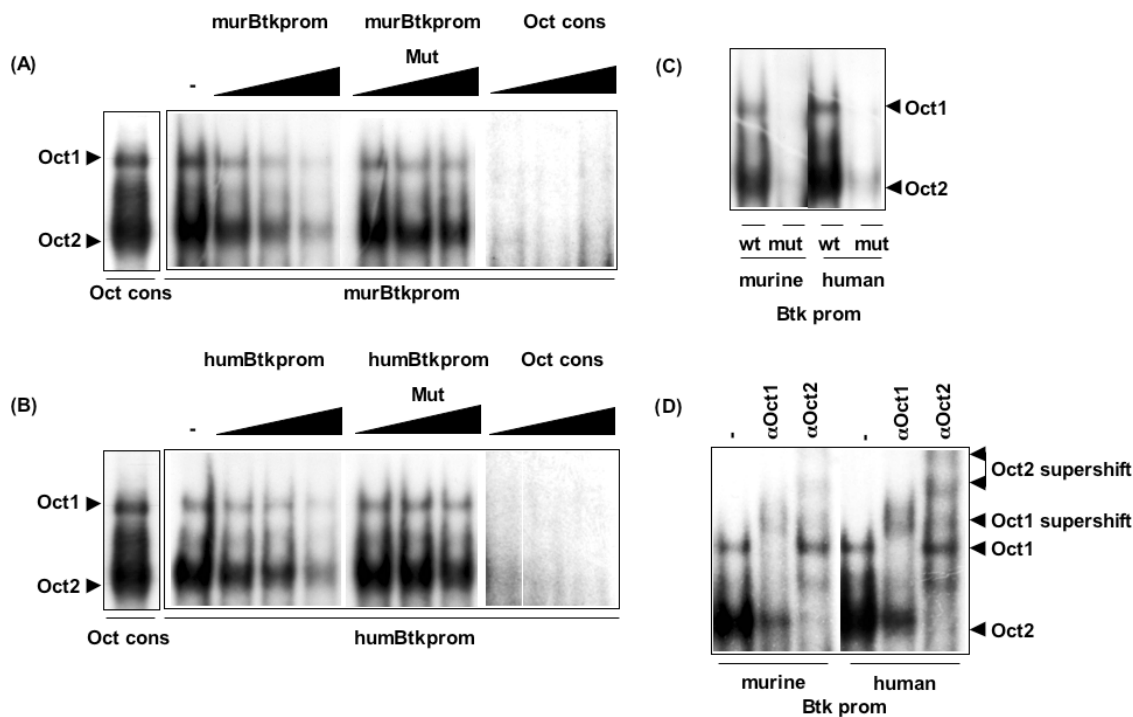 murBtkprom murBtkprom Oct cons
Mut
(A)
-
Oct1
Oct2
Oct cons murBtkprom
humBtkprom humBtkprom Oct cons
Mut
(B)
-
Oct1
Oct2
Oct cons humBtkprom
(C)
Oct1
Oct2
wt mut wt mut
murine human
Btk prom
(D)
- αOct1 αOct2 - αOct1 αOct2
Oct2 supershift
Oct1 supershift
Oct1
Oct2
murine human
Btk prom